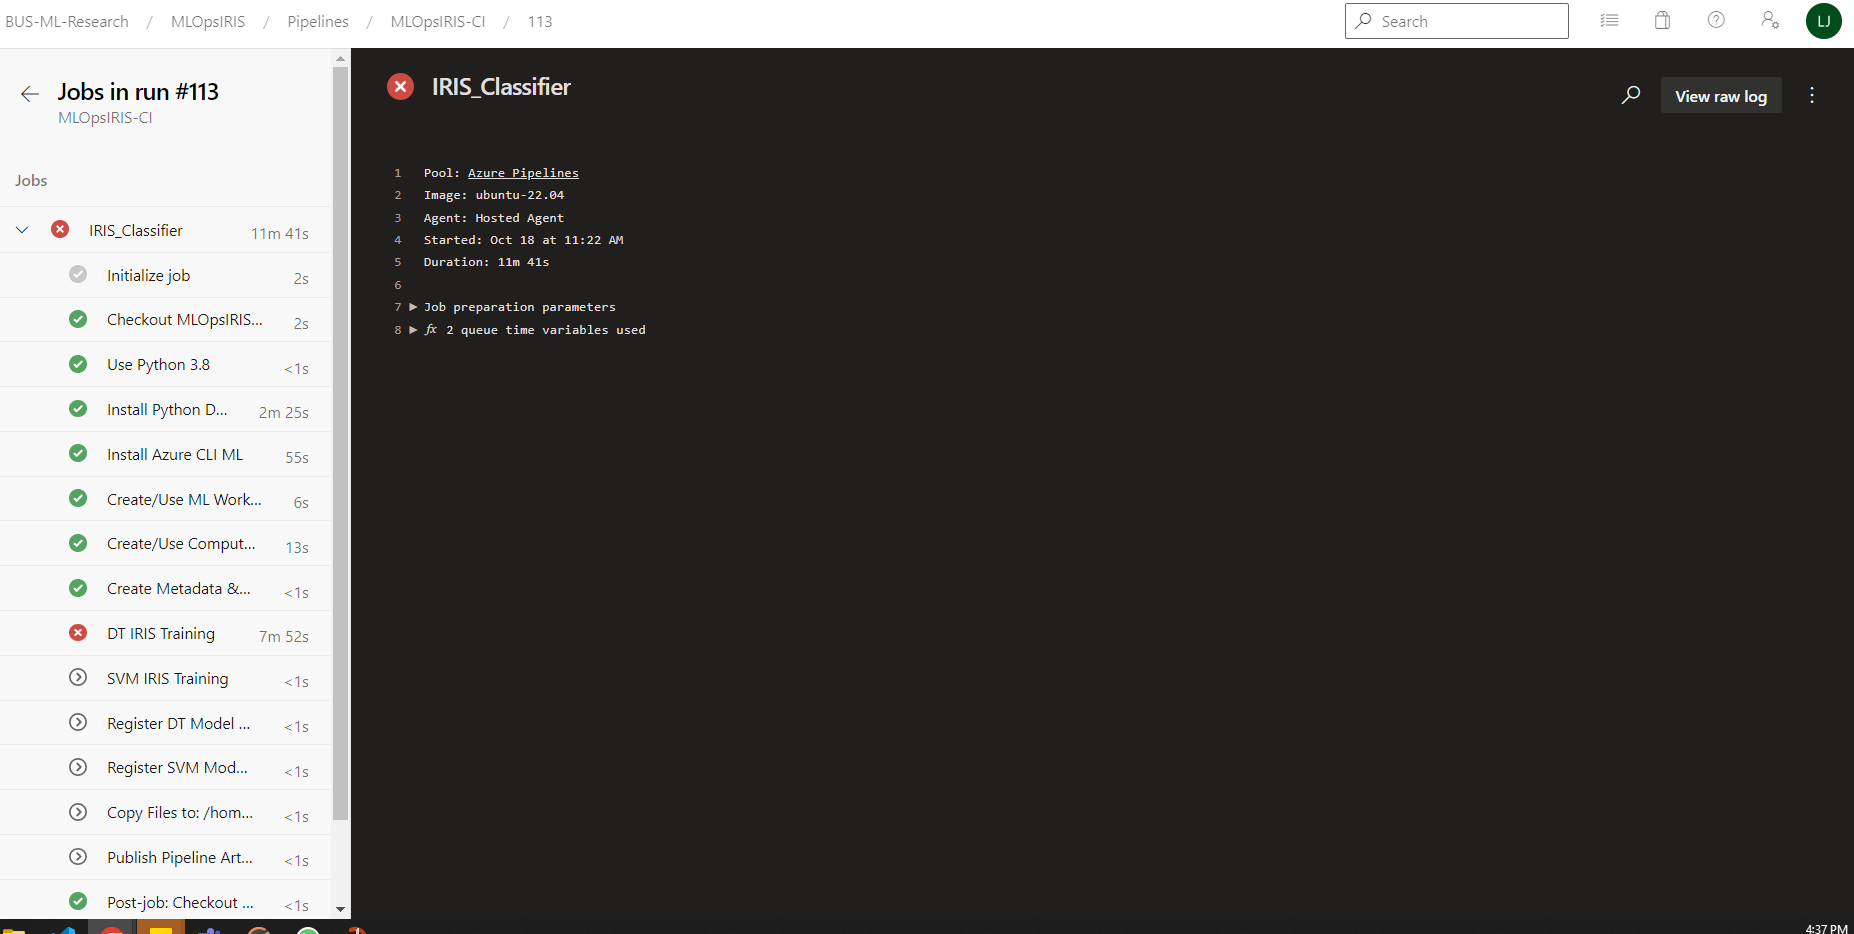 BUS-ML-Research / MLOpsIRIS / Pipelines / MLOpsIRIS-CI / 113
Search
LJ
Jobs in run #113
MLOpsIRIS-CI
Jobs
IRIS_Classifier 11m 41s
Initialize job 2s
Checkout MLOpsIRIS... 2s
Use Python 3.8 <1s
Install Python D... 2m 25s
Install Azure CLI ML 55s
Create/Use ML Work... 6s
Create/Use Comput... 13s
Create Metadata &... <1s
DT IRIS Training 7m 52s
SVM IRIS Training <1s
Register DT Model ... <1s
Register SVM Mod... <1s
Copy Files to: /hom... <1s
Publish Pipeline Art... <1s
Post-job: Checkout ... <1s
IRIS_Classifier
View raw log
1 Pool: Azure Pipelines
2 Image: ubuntu-22.04
3 Agent: Hosted Agent
4 Started: Oct 18 at 11:22 AM
5 Duration: 11m 41s
6
7 Job preparation parameters
8 fx 2 queue time variables used
4:37 PM